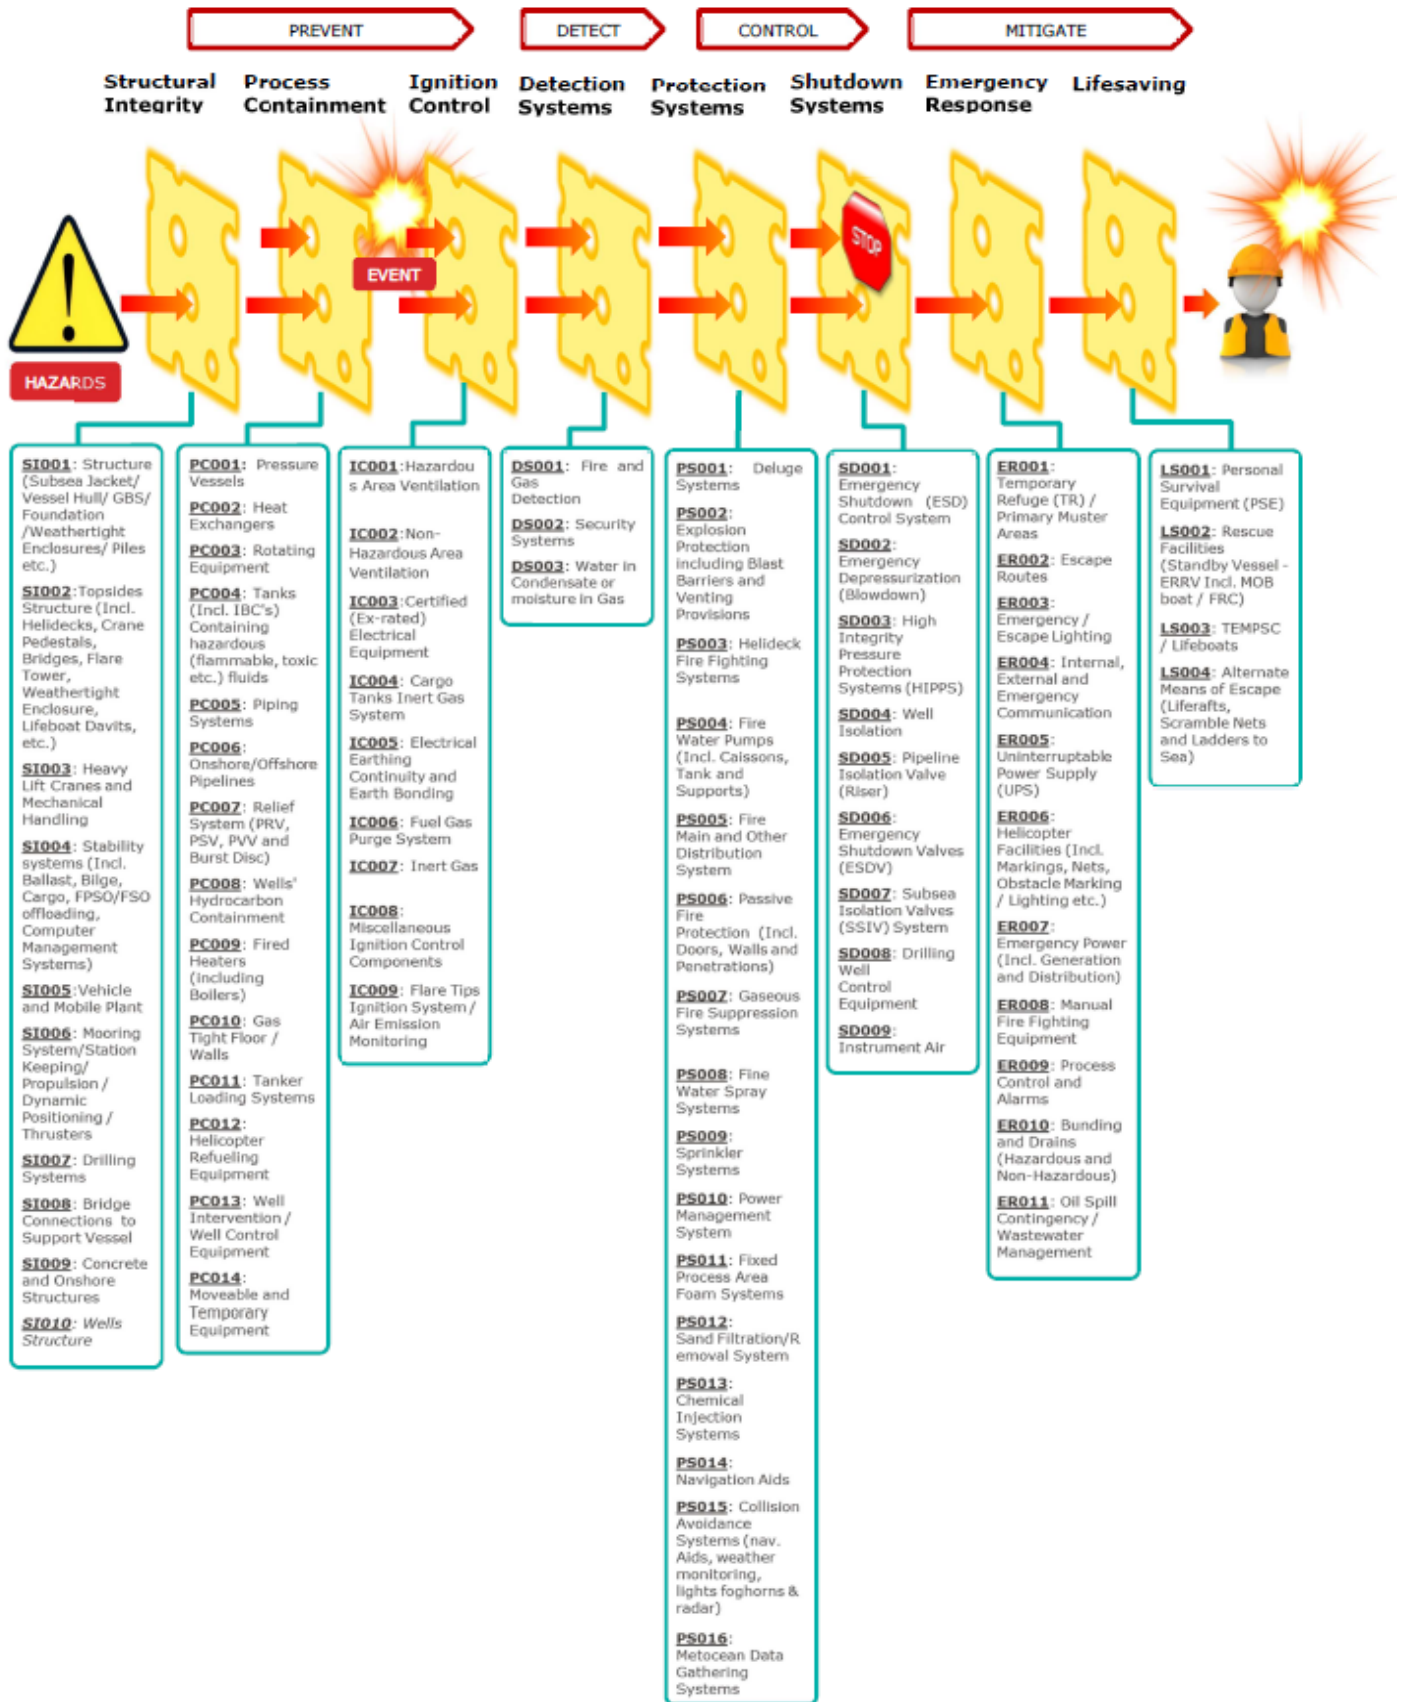 PREVENT
DETECT
CONTROL
MITIGATE
Structural
Integrity
Process
Containment
Ignition
Control
Detection
Systems
Protection
Systems
Shutdown
Systems
Emergency
Response
Lifesaving
STOP
EVENT
HAZARDS
SI001: Structure
(Subsea Jacket/
Vessel Hull/ GBS/
Foundation
/Weathertight
Enclosures/ Piles
etc.)
SI002:Topsides
Structure (Incl.
Helidecks, Crane
Pedestals,
Bridges, Flare
Tower,
Weathertight
Enclosure,
Lifeboat Davits,
etc.)
SI003: Heavy
Lift Cranes and
Mechanical
Handling
SI004: Stability
systems (Incl.
Ballast, Bilge,
Cargo, FPSO/FSO
offloading,
Computer
Management
Systems)
SI005:Vehicle
and Mobile Plant
SI006: Mooring
System/Station
Keeping/
Propulsion /
Dynamic
Positioning /
Thrusters
SI007: Drilling
Systems
SI008: Bridge
Connections to
Support Vessel
SI009: Concrete
and Onshore
Structures
SI010: Wells
Structure
PC001: Pressure
Vessels
PC002: Heat
Exchangers
PC003: Rotating
Equipment
PC004: Tanks
(Incl. IBC's)
Containing
hazardous
(flammable, toxic
etc.) fluids
PC005: Piping
Systems
PC006:
Onshore/Offshore
Pipelines
PC007: Relief
System (PRV,
PSV, PVV and
Burst Disc)
PC008: Wells'
Hydrocarbon
Containment
PC009: Fired
Heaters
(including
Boilers)
PC010: Gas
Tight Floor /
Walls
PC011: Tanker
Loading Systems
PC012:
Helicopter
Refueling
Equipment
PC013: Well
Intervention /
Well Control
Equipment
PC014:
Moveable and
Temporary
Equipment
IC001:Hazardou
s Area Ventilation
IC002:Non-
Hazardous Area
Ventilation
IC003:Certified
(Ex-rated)
Electrical
Equipment
IC004: Cargo
Tanks Inert Gas
System
IC005: Electrical
Earthing
Continuity and
Earth Bonding
IC006: Fuel Gas
Purge System
IC007: Inert Gas
IC008:
Miscellaneous
Ignition Control
Components
IC009: Flare Tips
Ignition System /
Air Emission
Monitoring
DS001: Fire and
Gas
Detection
DS002: Security
Systems
DS003: Water in
Condensate or
moisture in Gas
PS001: Deluge
Systems
PS002:
Explosion
Protection
including Blast
Barriers and
Venting
Provisions
PS003: Helideck
Fire Fighting
Systems
PS004: Fire
Water Pumps
(Incl. Caissons,
Tank and
Supports)
PS005: Fire
Main and Other
Distribution
System
PS006: Passive
Fire
Protection (Incl.
Doors, Walls and
Penetrations)
PS007: Gaseous
Fire Suppression
Systems
PS008: Fine
Water Spray
Systems
PS009:
Sprinkler
Systems
PS010: Power
Management
System
PS011: Fixed
Process Area
Foam Systems
PS012:
Sand Filtration/R
emoval System
PS013:
Chemical
Injection
Systems
PS014:
Navigation Aids
PS015: Collision
Avoidance
Systems (nav.
Aids, weather
monitoring,
lights foghorns &
radar)
PS016:
Metocean Data
Gathering
Systems
SD001:
Emergency
Shutdown (ESD)
Control System
SD002:
Emergency
Depressurization
(Blowdown)
SD003: High
Integrity
Pressure
Protection
Systems (HIPPS)
SD004: Well
Isolation
SD005: Pipeline
Isolation Valve
(Riser)
SD006:
Emergency
Shutdown Valves
(ESDV)
SD007: Subsea
Isolation Valves
(SSIV) System
SD008: Drilling
Well
Control
Equipment
SD009:
Instrument Air
ER001:
Temporary
Refuge (TR) /
Primary Muster
Areas
ER002: Escape
Routes
ER003:
Emergency /
Escape Lighting
ER004: Internal,
External and
Emergency
Communication
ER005:
Uninterruptable
Power Supply
(UPS)
ER006:
Helicopter
Facilities (Incl.
Markings, Nets,
Obstacle Marking
/ Lighting etc.)
ER007:
Emergency Power
(Incl. Generation
and Distribution)
ER008: Manual
Fire Fighting
Equipment
ER009: Process
Control and
Alarms
ER010: Bunding
and Drains
(Hazardous and
Non-Hazardous)
ER011: Oil Spill
Contingency /
Wastewater
Management
LS001: Personal
Survival
Equipment (PSE)
LS002: Rescue
Facilities
(Standby Vessel -
ERRV Incl. MOB
boat / FRC)
LS003: TEMPSC
/ Lifeboats
LS004: Alternate
Means of Escape
(Liferafts,
Scramble Nets
and Ladders to
Sea)